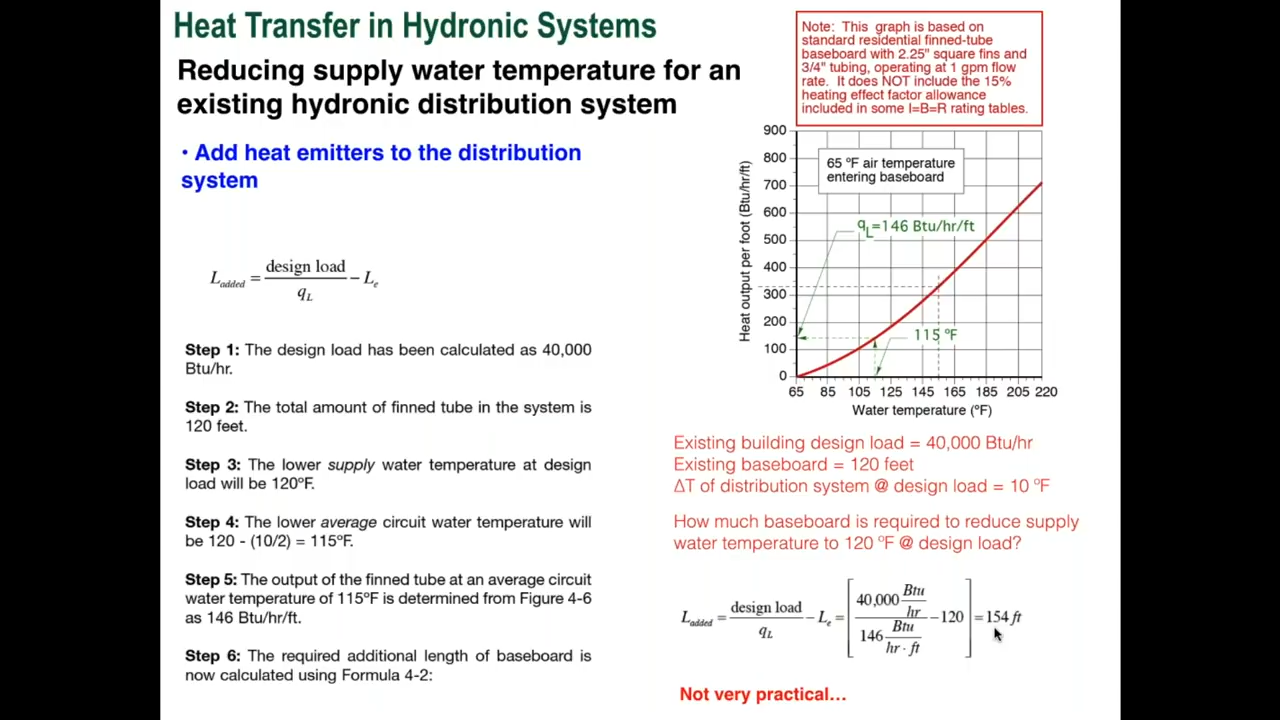 Heat Transfer in Hydronic Systems
Reducing supply water temperature for an
existing hydronic distribution system
• Add heat emitters to the distribution
system
L_added = design load / q_L − L_e
Step 1: The design load has been calculated as 40,000
Btu/hr.
Step 2: The total amount of finned tube in the system is
120 feet.
Step 3: The lower supply water temperature at design
load will be 120ºF.
Step 4: The lower average circuit water temperature will
be 120 - (10/2) = 115ºF.
Step 5: The output of the finned tube at an average circuit
water temperature of 115ºF is determined from Figure 4-6
as 146 Btu/hr/ft.
Step 6: The required additional length of baseboard is
now calculated using Formula 4-2:
Note: This graph is based on
standard residential finned-tube
baseboard with 2.25" square fins and
3/4" tubing, operating at 1 gpm flow
rate. It does NOT include the 15%
heating effect factor allowance
included in some I=B=R rating tables.
900
800
700
600
500
400
300
200
100
0
Heat output per foot (Btu/hr/ft)
65 ºF air temperature
entering baseboard
q_L=146 Btu/hr/ft
115 ºF
65 85 105 125 145 165 185 205 220
Water temperature (ºF)
Existing building design load = 40,000 Btu/hr
Existing baseboard = 120 feet
ΔT of distribution system @ design load = 10 ºF
How much baseboard is required to reduce supply
water temperature to 120 ºF @ design load?
L_added = design load / q_L − L_e = [40,000 Btu/hr / 146 Btu/hr · ft − 120] = 154 ft
Not very practical…